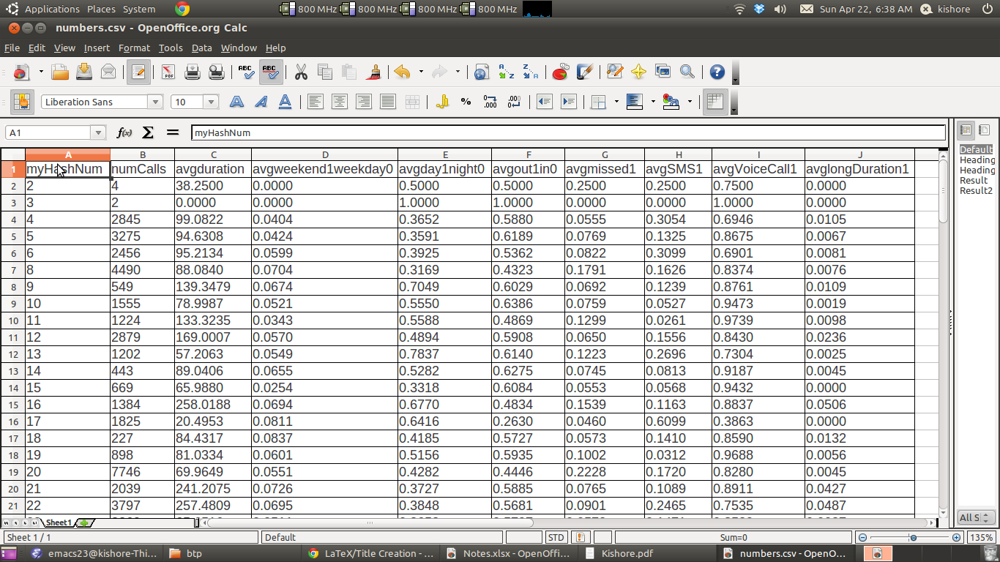 Applications Places System 800 MHz 800 MHz 800 MHz 800 MHz Sun Apr 22, 6:38 AM kishore
numbers.csv - OpenOffice.org Calc
File Edit View Insert Format Tools Data Window Help
Liberation Sans 10
A1 myHashNum
A B C D E F G H I J
1 myHashNum numCalls avgduration avgweekend1weekday0 avgday1night0 avgout1in0 avgmissed1 avgSMS1 avgVoiceCall1 avglongDuration1
2 2 4 38.2500 0.0000 0.5000 0.5000 0.2500 0.2500 0.7500 0.0000
3 3 2 0.0000 0.0000 1.0000 1.0000 0.0000 0.0000 1.0000 0.0000
4 4 2845 99.0822 0.0404 0.3652 0.5880 0.0555 0.3054 0.6946 0.0105
5 5 3275 94.6308 0.0424 0.3591 0.6189 0.0769 0.1325 0.8675 0.0067
6 6 2456 95.2134 0.0599 0.3925 0.5362 0.0822 0.3099 0.6901 0.0081
7 8 4490 88.0840 0.0704 0.3169 0.4323 0.1791 0.1626 0.8374 0.0076
8 9 549 139.3479 0.0674 0.7049 0.6029 0.0692 0.1239 0.8761 0.0109
9 10 1555 78.9987 0.0521 0.5550 0.6386 0.0759 0.0527 0.9473 0.0019
10 11 1224 133.3235 0.0343 0.5588 0.4869 0.1299 0.0261 0.9739 0.0098
11 12 2879 169.0007 0.0570 0.4894 0.5908 0.0650 0.1556 0.8430 0.0236
12 13 1202 57.2063 0.0549 0.7837 0.6140 0.1223 0.2696 0.7304 0.0025
13 14 443 89.0406 0.0655 0.5282 0.6275 0.0745 0.0813 0.9187 0.0045
14 15 669 65.9880 0.0254 0.3318 0.6084 0.0553 0.0568 0.9432 0.0000
15 16 1384 258.0188 0.0694 0.6770 0.4834 0.1539 0.1163 0.8837 0.0506
16 17 1825 20.4953 0.0811 0.6416 0.2630 0.0460 0.6099 0.3863 0.0000
17 18 227 84.4317 0.0837 0.4185 0.5727 0.0573 0.1410 0.8590 0.0132
18 19 898 81.0334 0.0601 0.5156 0.5935 0.1002 0.0312 0.9688 0.0056
19 20 7746 69.9649 0.0551 0.4282 0.4446 0.2228 0.1720 0.8280 0.0045
20 21 2039 241.2075 0.0726 0.3727 0.5885 0.0765 0.1089 0.8911 0.0427
21 22 3797 257.4809 0.0695 0.3848 0.5681 0.0901 0.2465 0.7535 0.0487
Default
Heading
Heading
Result
Result2
All S
Sheet1
Sheet 1 / 1 Default STD Sum=0 135%
emacs23@kishore-Thi... btp LaTeX/Title Creation - ... Notes.xlsx - OpenOffi... Kishore.pdf numbers.csv - OpenO...